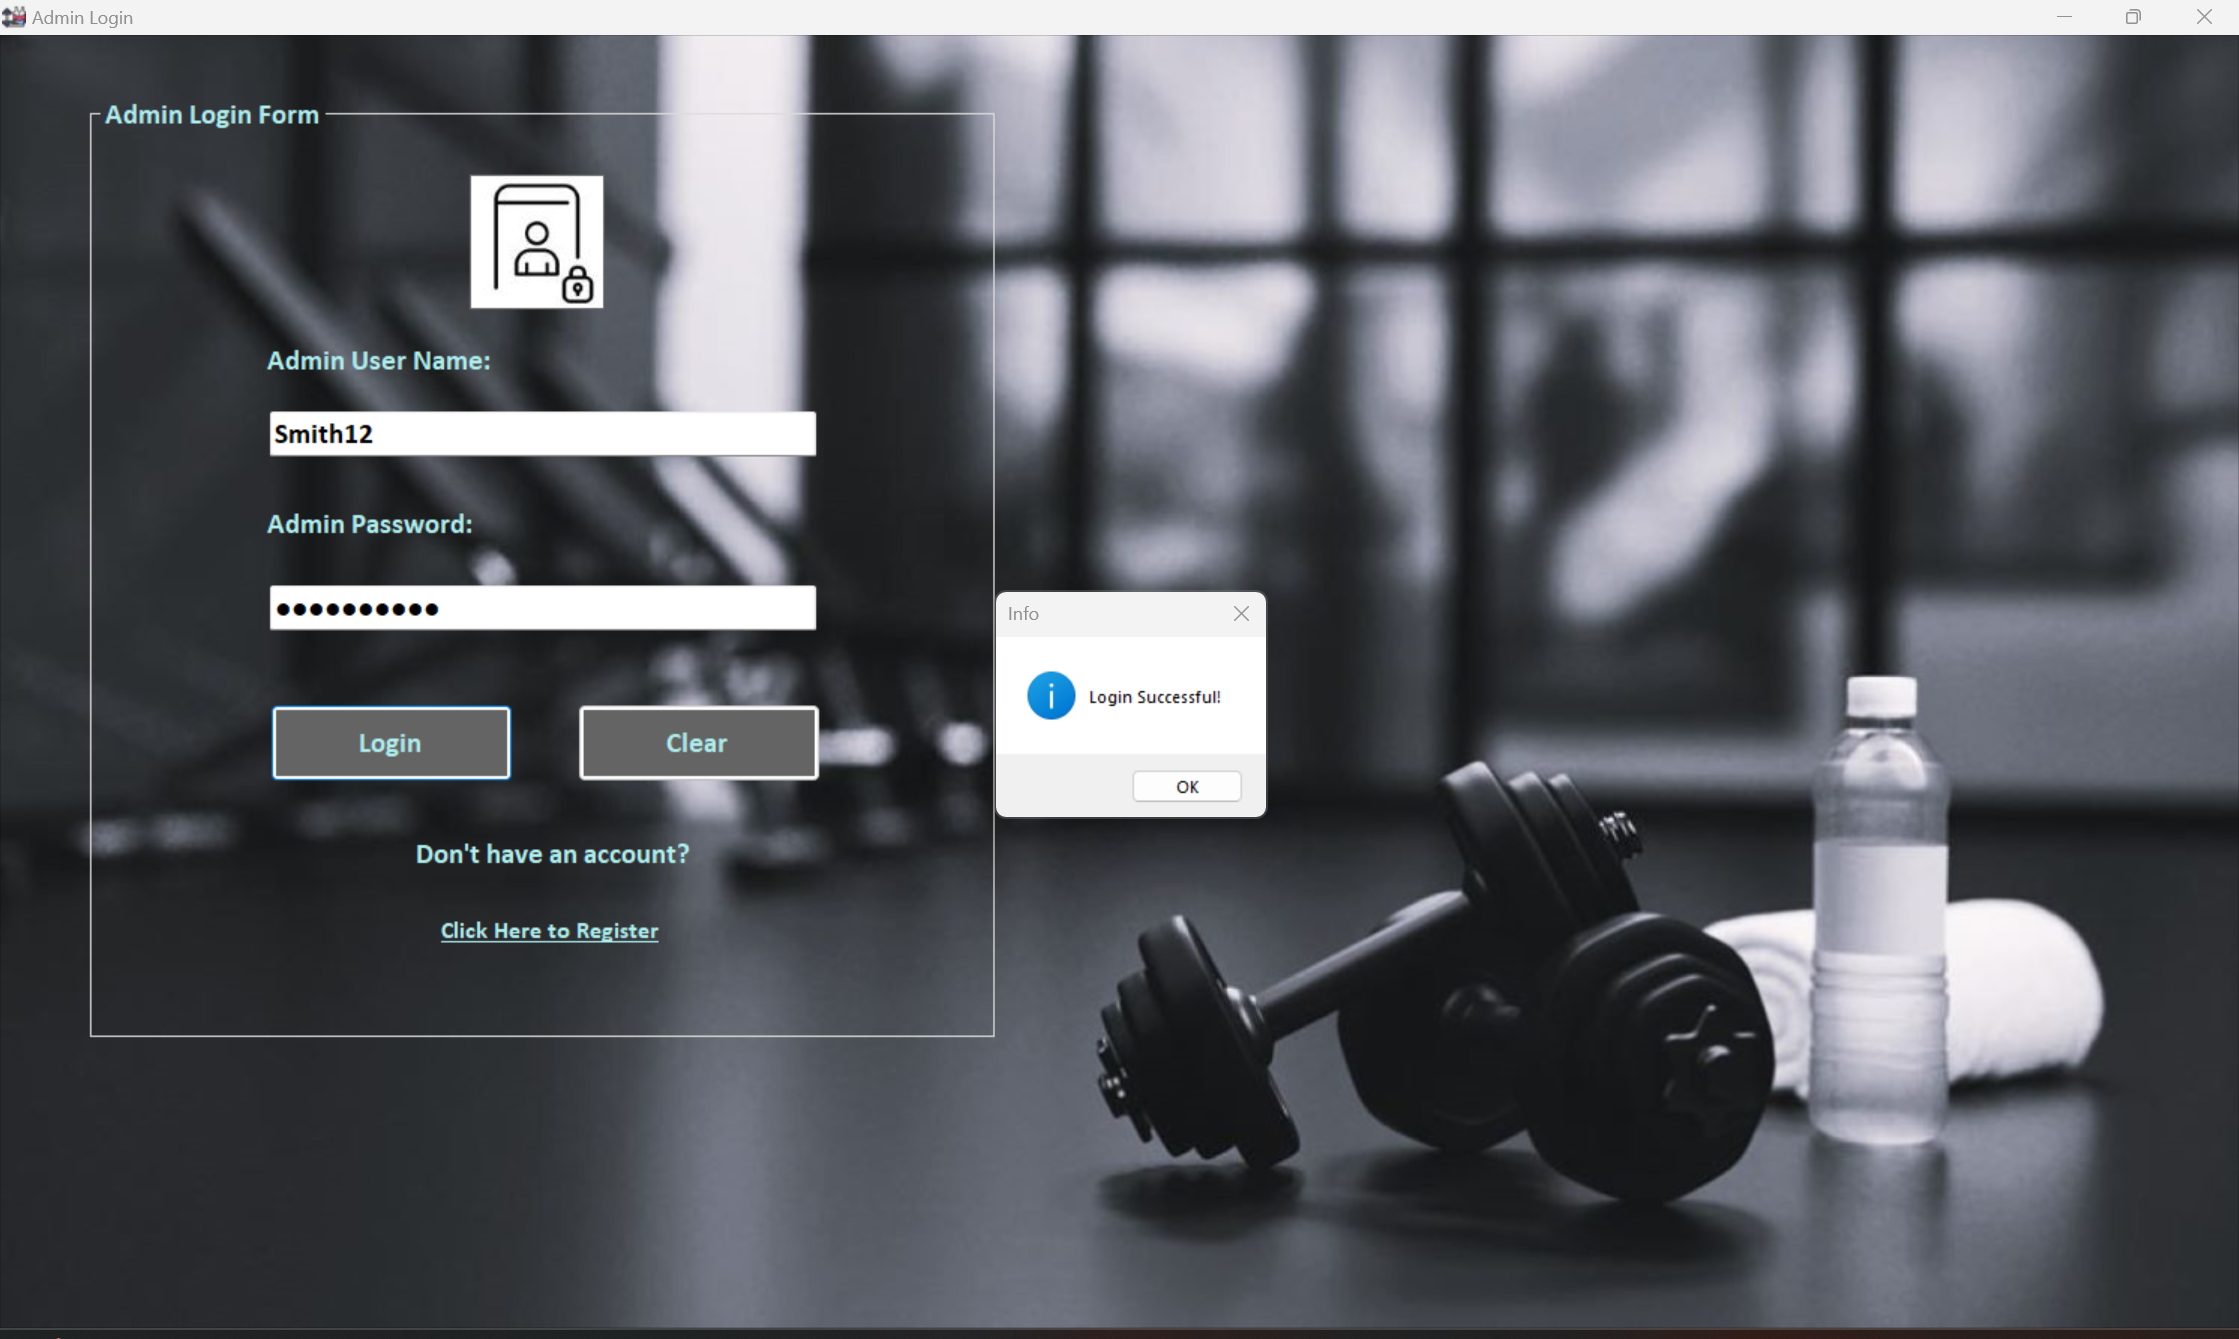 Admin Login
Admin Login Form
Admin User Name:
Smith12
Admin Password:
●●●●●●●●●●
Login
Clear
Don't have an account?
Click Here to Register
Info
Login Successful!
OK